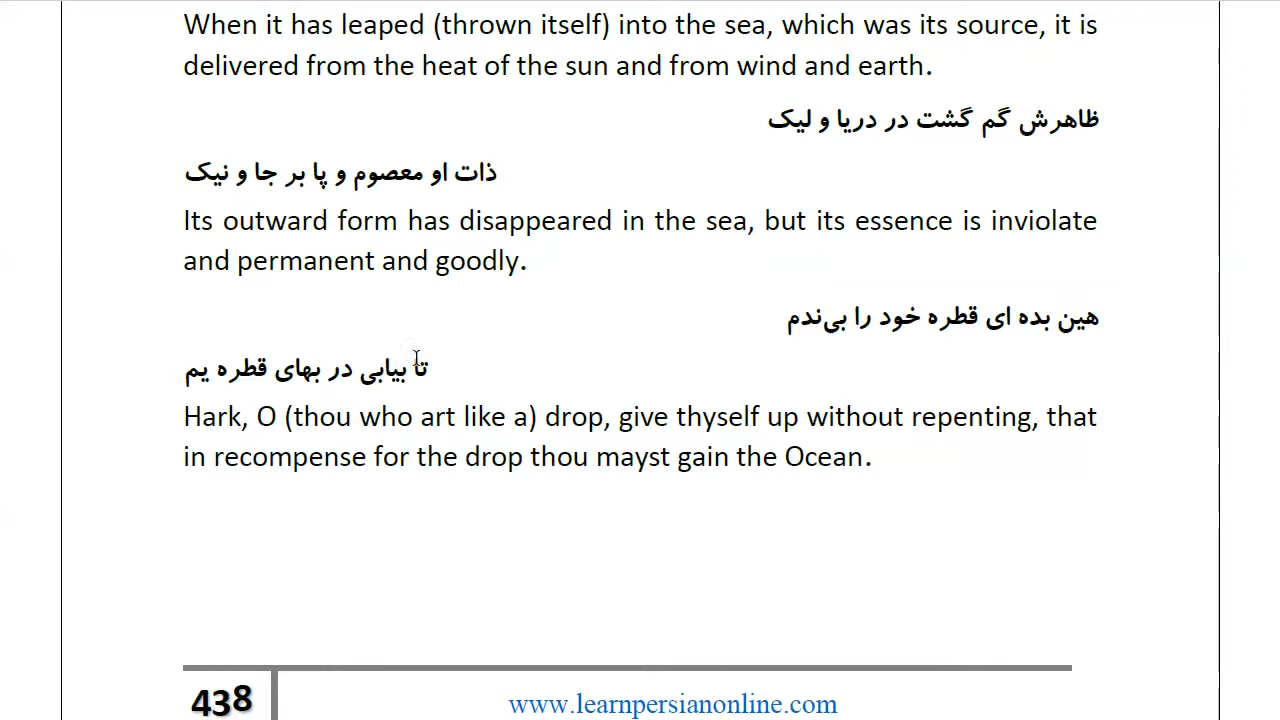 When it has leaped (thrown itself) into the sea, which was its source, it is
delivered from the heat of the sun and from wind and earth.
ظاهرش گم گشت در دریا و لیک
ذات او معصوم و پا بر جا و نیک
Its outward form has disappeared in the sea, but its essence is inviolate
and permanent and goodly.
هین بده ای قطره خود را بی‌ندم
تا بیابی در بهای قطره یم
Hark, O (thou who art like a) drop, give thyself up without repenting, that
in recompense for the drop thou mayst gain the Ocean.
438
www.learnpersianonline.com